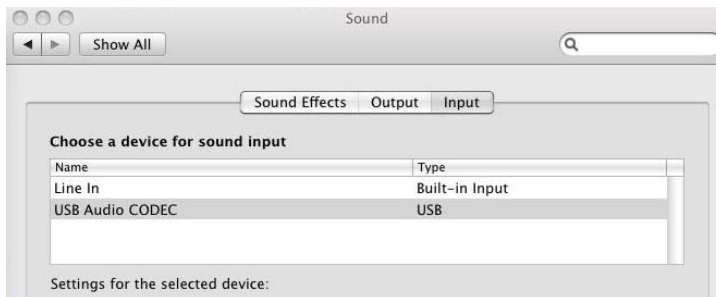 Sound
Show All
Sound Effects Output Input
Choose a device for sound input
Name Type
Line In Built-in Input
USB Audio CODEC USB
Settings for the selected device: